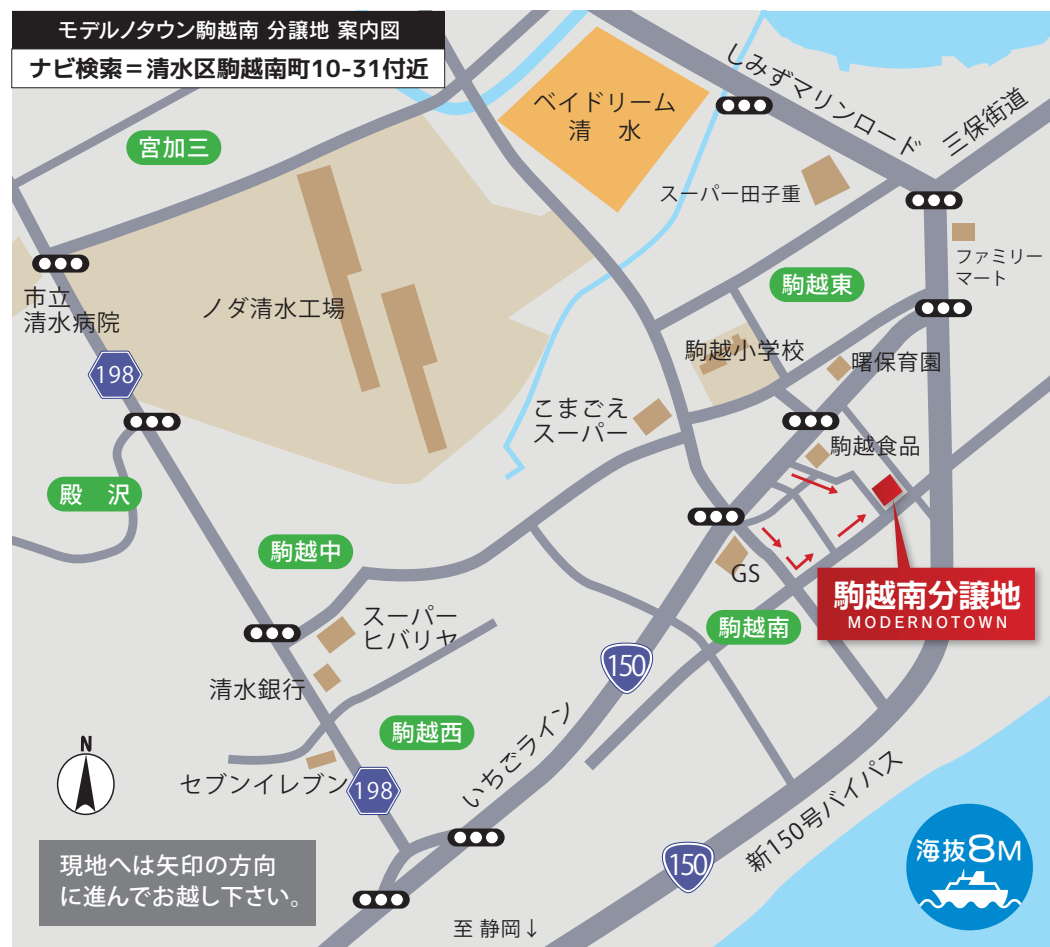 モデルノタウン駒越南 分譲地 案内図
ナビ検索＝清水区駒越南町10-31付近
しみずマリンロード
三保街道
ベイドリーム
清　水
宮加三
スーパー田子重
ファミリー
マート
駒越東
市立
清水病院
ノダ清水工場
駒越小学校
曙保育園
198
こまごえ
スーパー
駒越食品
殿　沢
駒越中
GS
駒越南分譲地
MODERNOTOWN
スーパー
ヒバリヤ
駒越南
150
清水銀行
駒越西
いちごライン
N
セブンイレブン
198
新150号バイパス
150
海抜8M
現地へは矢印の方向
に進んでお越し下さい。
至 静岡↓